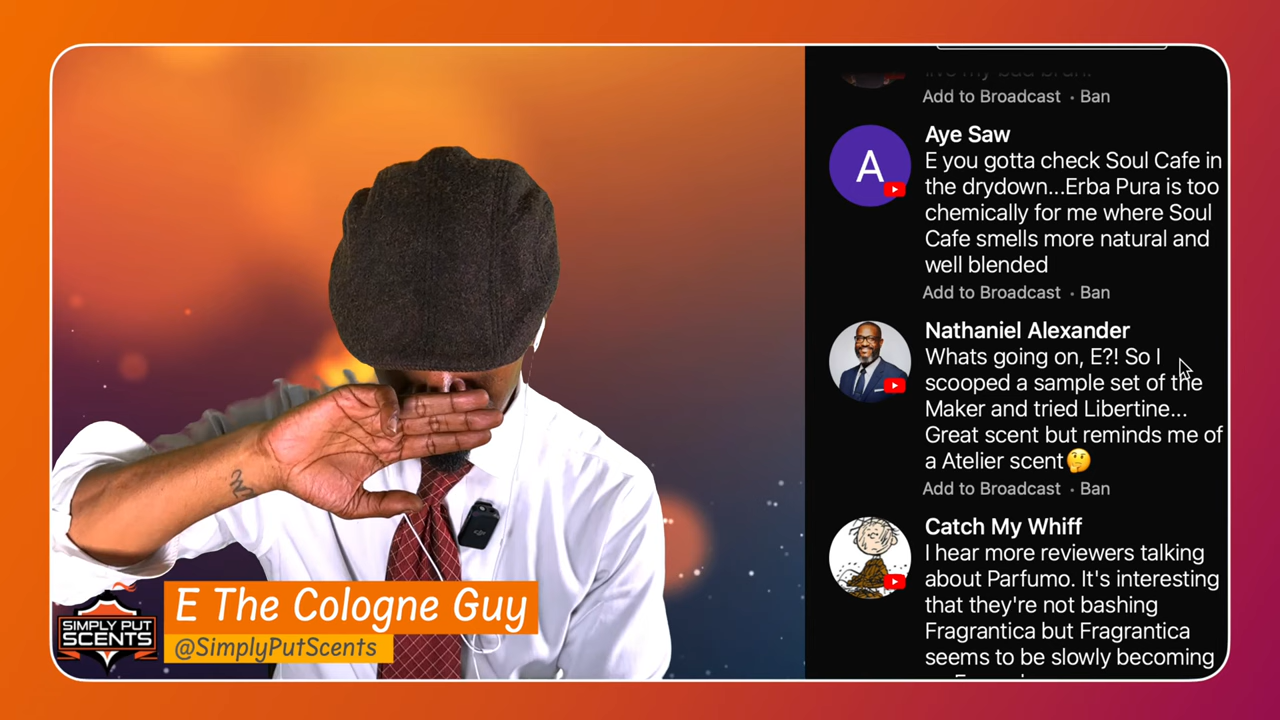 live my bad bruh!
Add to Broadcast • Ban
Aye Saw
A
E you gotta check Soul Cafe in
the drydown...Erba Pura is too
chemically for me where Soul
Cafe smells more natural and
well blended
Add to Broadcast • Ban
Nathaniel Alexander
Whats going on, E?! So I
scooped a sample set of the
Maker and tried Libertine...
Great scent but reminds me of
a Atelier scent🤔
Add to Broadcast • Ban
Catch My Whiff
I hear more reviewers talking
about Parfumo. It's interesting
that they're not bashing
Fragrantica but Fragrantica
seems to be slowly becoming
SIMPLY PUT
SCENTS
E The Cologne Guy
@SimplyPutScents